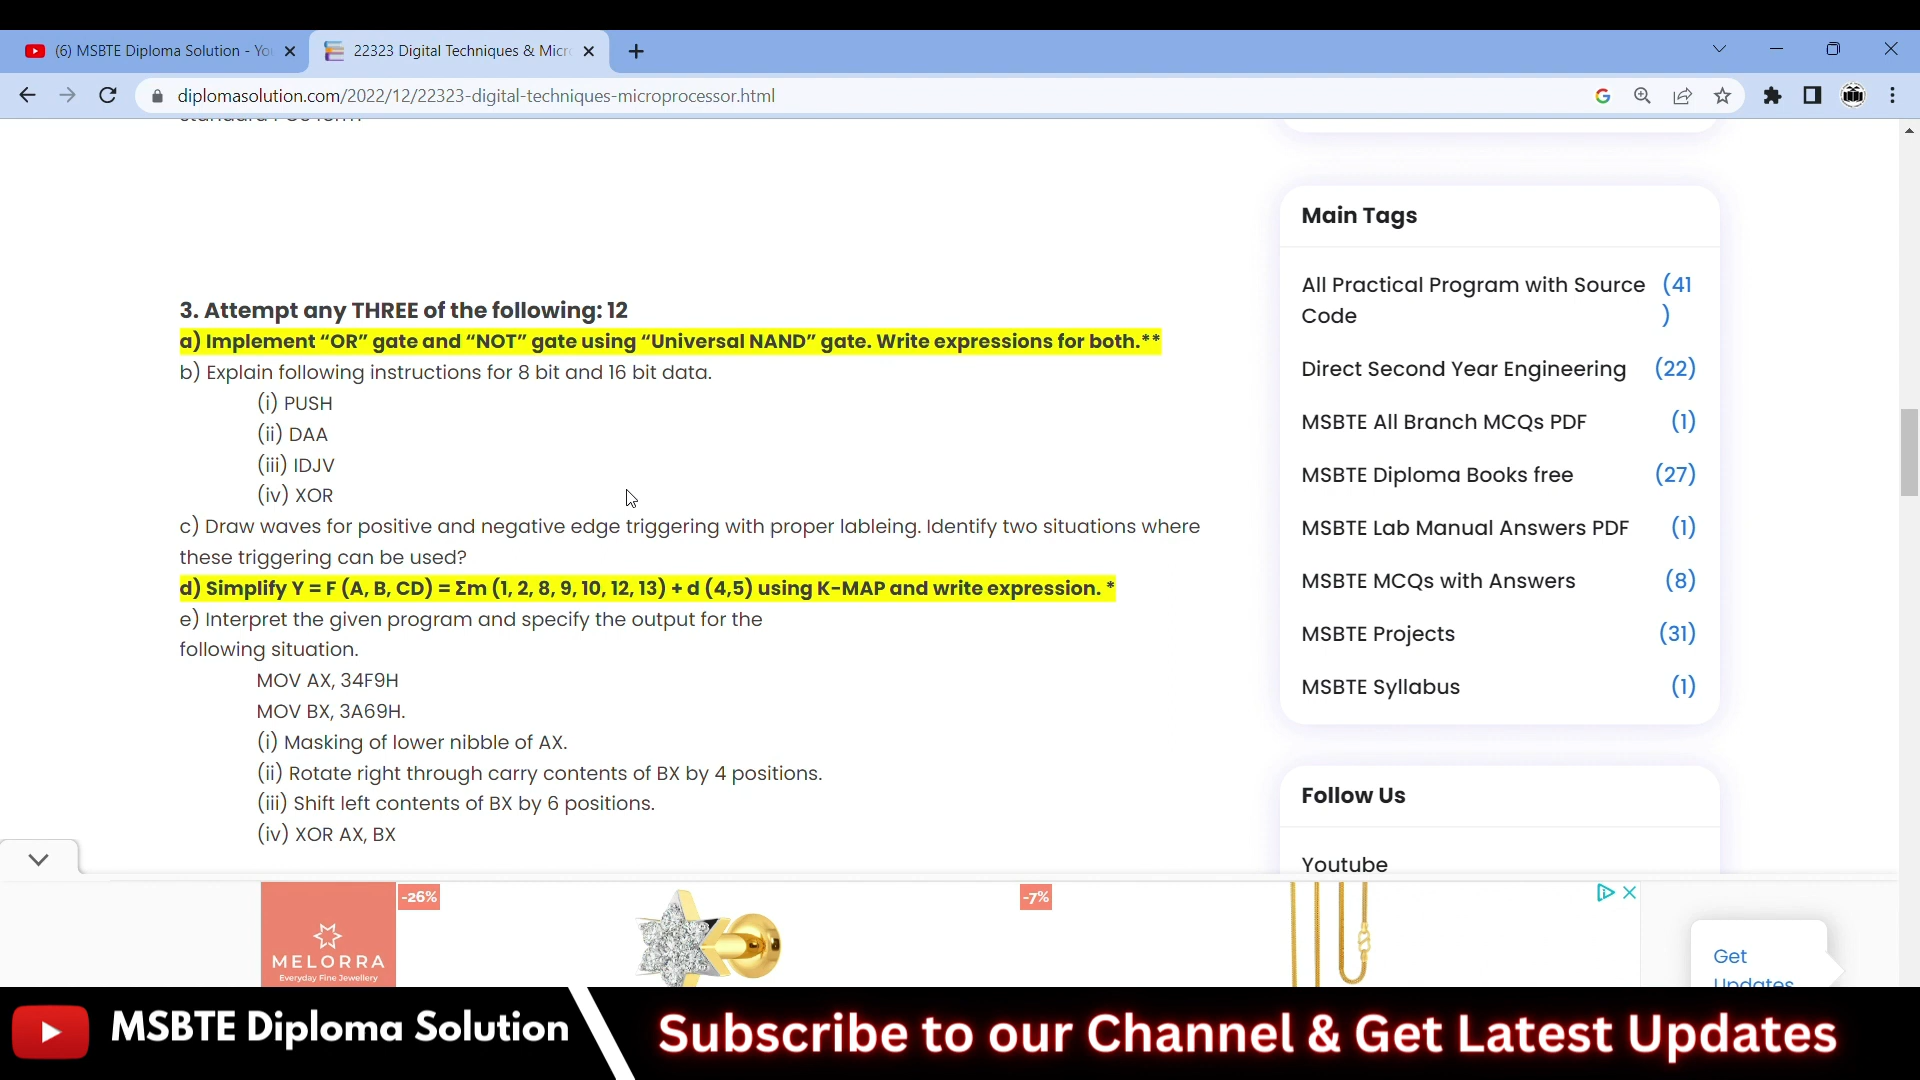 (6) MSBTE Diploma Solution - You
22323 Digital Techniques & Micr
diplomasolution.com/2022/12/22323-digital-techniques-microprocessor.html
3. Attempt any THREE of the following: 12
a) Implement “OR” gate and “NOT” gate using “Universal NAND” gate. Write expressions for both.**
b) Explain following instructions for 8 bit and 16 bit data.
(i) PUSH
(ii) DAA
(iii) IDJV
(iv) XOR
c) Draw waves for positive and negative edge triggering with proper lableing. Identify two situations where
these triggering can be used?
d) Simplify Y = F (A, B, CD) = Σm (1, 2, 8, 9, 10, 12, 13) + d (4,5) using K-MAP and write expression. *
e) Interpret the given program and specify the output for the
following situation.
MOV AX, 34F9H
MOV BX, 3A69H.
(i) Masking of lower nibble of AX.
(ii) Rotate right through carry contents of BX by 4 positions.
(iii) Shift left contents of BX by 6 positions.
(iv) XOR AX, BX
Main Tags
All Practical Program with Source (41
Code )
Direct Second Year Engineering (22)
MSBTE All Branch MCQs PDF (1)
MSBTE Diploma Books free (27)
MSBTE Lab Manual Answers PDF (1)
MSBTE MCQs with Answers (8)
MSBTE Projects (31)
MSBTE Syllabus (1)
Follow Us
Youtube
-26%
-7%
MELORRA
Everyday Fine Jewellery
Get
Updates
MSBTE Diploma Solution
Subscribe to our Channel & Get Latest Updates